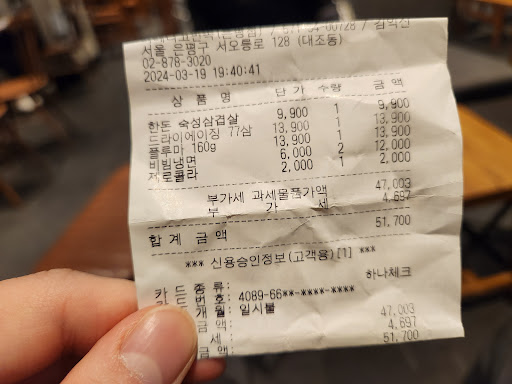 서울 은평구 서오릉로 128 (대조동)
02-878-3020
2024-03-19 19:40:41
상 품 명 단 가 수량 금 액
한돈 숙성삼겹살 9,900 1 9,900
드라이에이징 77삼 13,900 1 13,900
플루마 160g 13,900 1 13,900
비빔냉면 6,000 2 12,000
제로콜라 2,000 1 2,000
부가세 과세물품가액 47,003
부 가 세 4,697
합계 금액 51,700
*** 신용승인정보(고객용)[1] ***
카드 종류: 하나체크
카드 번호: 4089-66**-****-****
개월: 일시불
금액: 47,003
세: 4,697
금액: 51,700